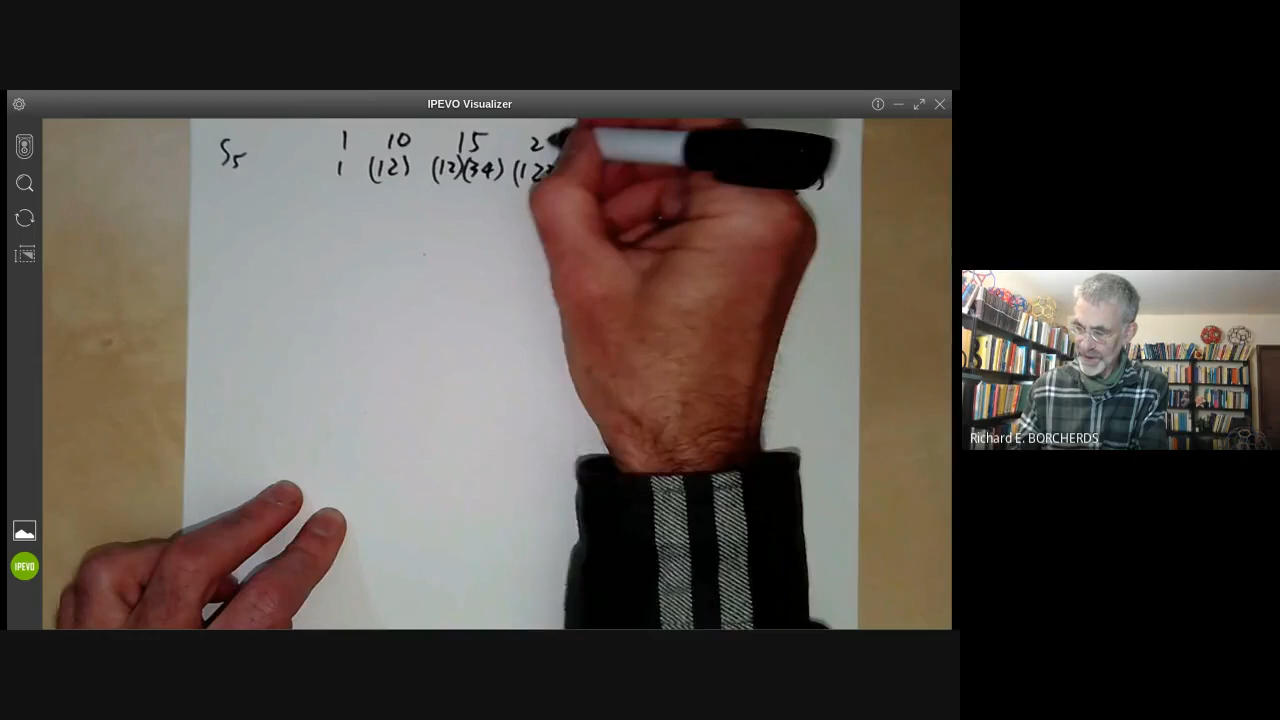 IPEVO Visualizer
S5 1 10 15 2
1 (12) (12)(34) (12
IPEVO
Richard E. BORCHERDS